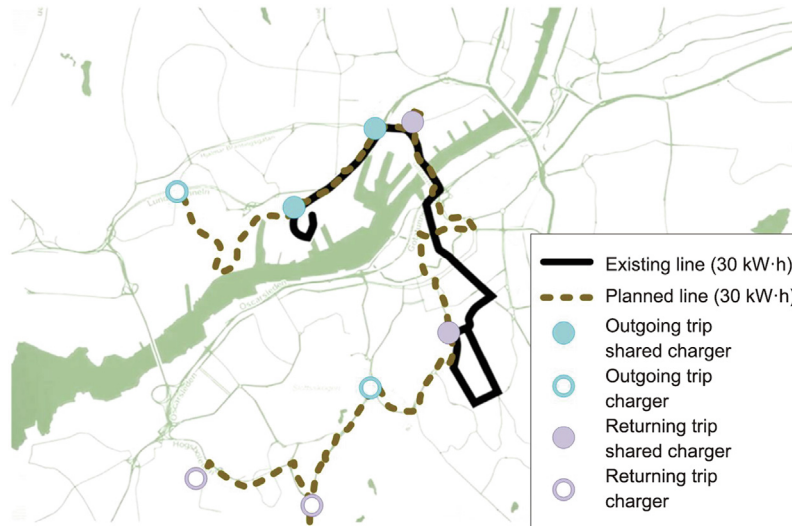 Oscarsleden
Existing line (30 kW·h)
Planned line (30 kW·h)
Outgoing trip
shared charger
Outgoing trip
charger
Returning trip
shared charger
Returning trip
charger